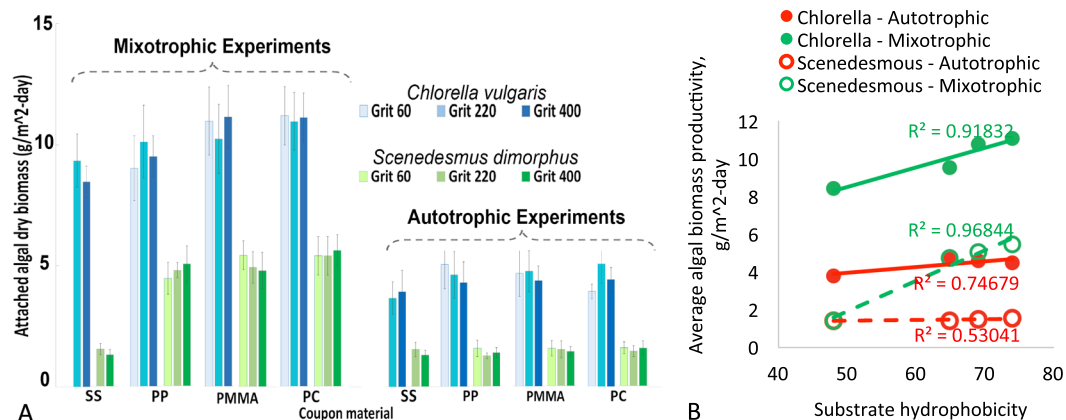 15
10
5
0
Attached algal dry biomass (g/m^2-day)
Mixotrophic Experiments
Chlorella vulgaris
Grit 60 Grit 220 Grit 400
Scenedesmus dimorphus
Grit 60 Grit 220 Grit 400
Autotrophic Experiments
SS PP PMMA PC SS PP PMMA PC
Coupon material
A
Chlorella - Autotrophic
Chlorella - Mixotrophic
Scenedesmous - Autotrophic
Scenedesmous - Mixotrophic
Average algal biomass productivity,
g/m^2-day
12
10
8
6
4
2
0
R² = 0.91832
R² = 0.96844
R² = 0.74679
R² = 0.53041
40 50 60 70 80
Substrate hydrophobicity
B